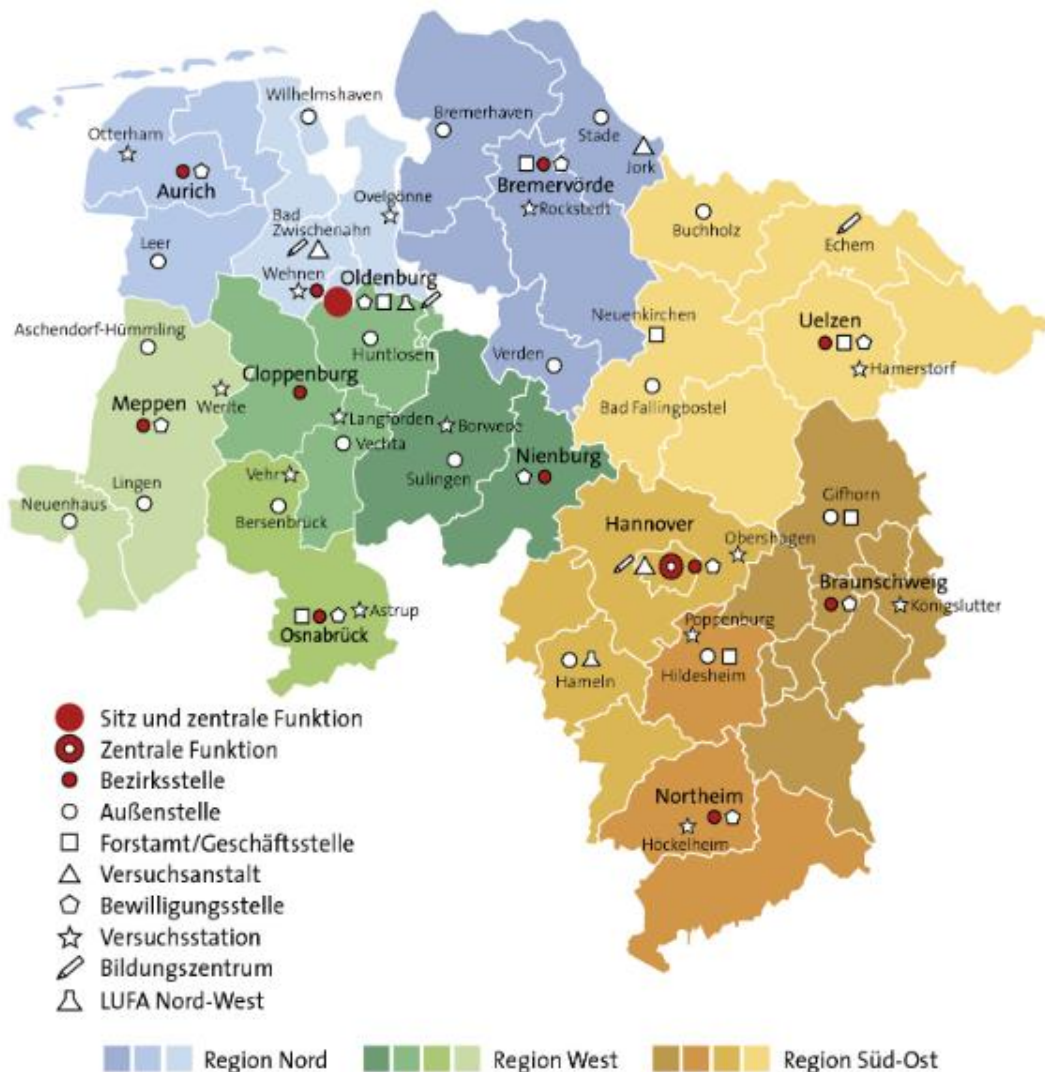 Wilhelmshaven
Bremerhaven
Otterham
Stade
Jork
Aurich
Bremervörde
Ovelgönne
Rockstedt
Bad
Zwischenahn
Buchholz
Echem
Leer
Wehnen
Oldenburg
Neuenkirchen
Uelzen
Aschendorf-Hümmling
Huntlosen
Verden
Hamerstorf
Cloppenburg
Bad Fallingbostel
Meppen
Werlte
Langförden
Borwede
Vechta
Nienburg
Sulingen
Vehr
Lingen
Gifhorn
Neuenhaus
Bersenbrück
Hannover
Obershagen
Braunschweig
Königslutter
Astrup
Poppenburg
Osnabrück
Hameln
Hildesheim
Northeim
Höckelheim
Sitz und zentrale Funktion
Zentrale Funktion
Bezirksstelle
Außenstelle
Forstamt/Geschäftsstelle
Versuchsanstalt
Bewilligungsstelle
Versuchsstation
Bildungszentrum
LUFA Nord-West
Region Nord Region West Region Süd-Ost